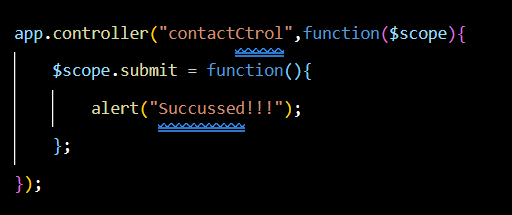 app.controller("contactCtrol",function($scope){
$scope.submit = function(){
alert("Succussed!!!");
};
});